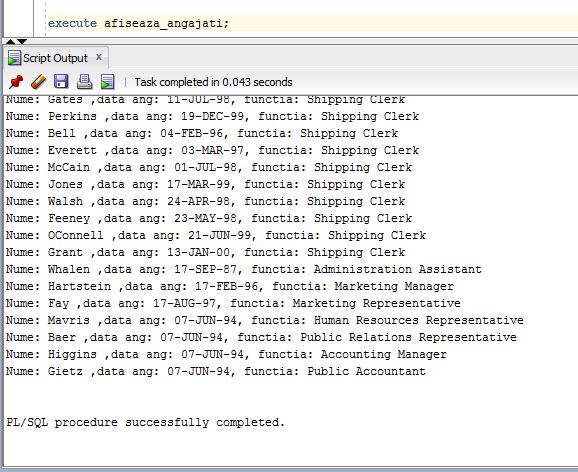 execute afiseaza_angajati;
Script Output x
Task completed in 0.043 seconds
Nume: Gates ,data ang: 11-JUL-98, functia: Shipping Clerk
Nume: Perkins ,data ang: 19-DEC-99, functia: Shipping Clerk
Nume: Bell ,data ang: 04-FEB-96, functia: Shipping Clerk
Nume: Everett ,data ang: 03-MAR-97, functia: Shipping Clerk
Nume: McCain ,data ang: 01-JUL-98, functia: Shipping Clerk
Nume: Jones ,data ang: 17-MAR-99, functia: Shipping Clerk
Nume: Walsh ,data ang: 24-APR-98, functia: Shipping Clerk
Nume: Feeney ,data ang: 23-MAY-98, functia: Shipping Clerk
Nume: OConnell ,data ang: 21-JUN-99, functia: Shipping Clerk
Nume: Grant ,data ang: 13-JAN-00, functia: Shipping Clerk
Nume: Whalen ,data ang: 17-SEP-87, functia: Administration Assistant
Nume: Hartstein ,data ang: 17-FEB-96, functia: Marketing Manager
Nume: Fay ,data ang: 17-AUG-97, functia: Marketing Representative
Nume: Mavris ,data ang: 07-JUN-94, functia: Human Resources Representative
Nume: Baer ,data ang: 07-JUN-94, functia: Public Relations Representative
Nume: Higgins ,data ang: 07-JUN-94, functia: Accounting Manager
Nume: Gietz ,data ang: 07-JUN-94, functia: Public Accountant
PL/SQL procedure successfully completed.